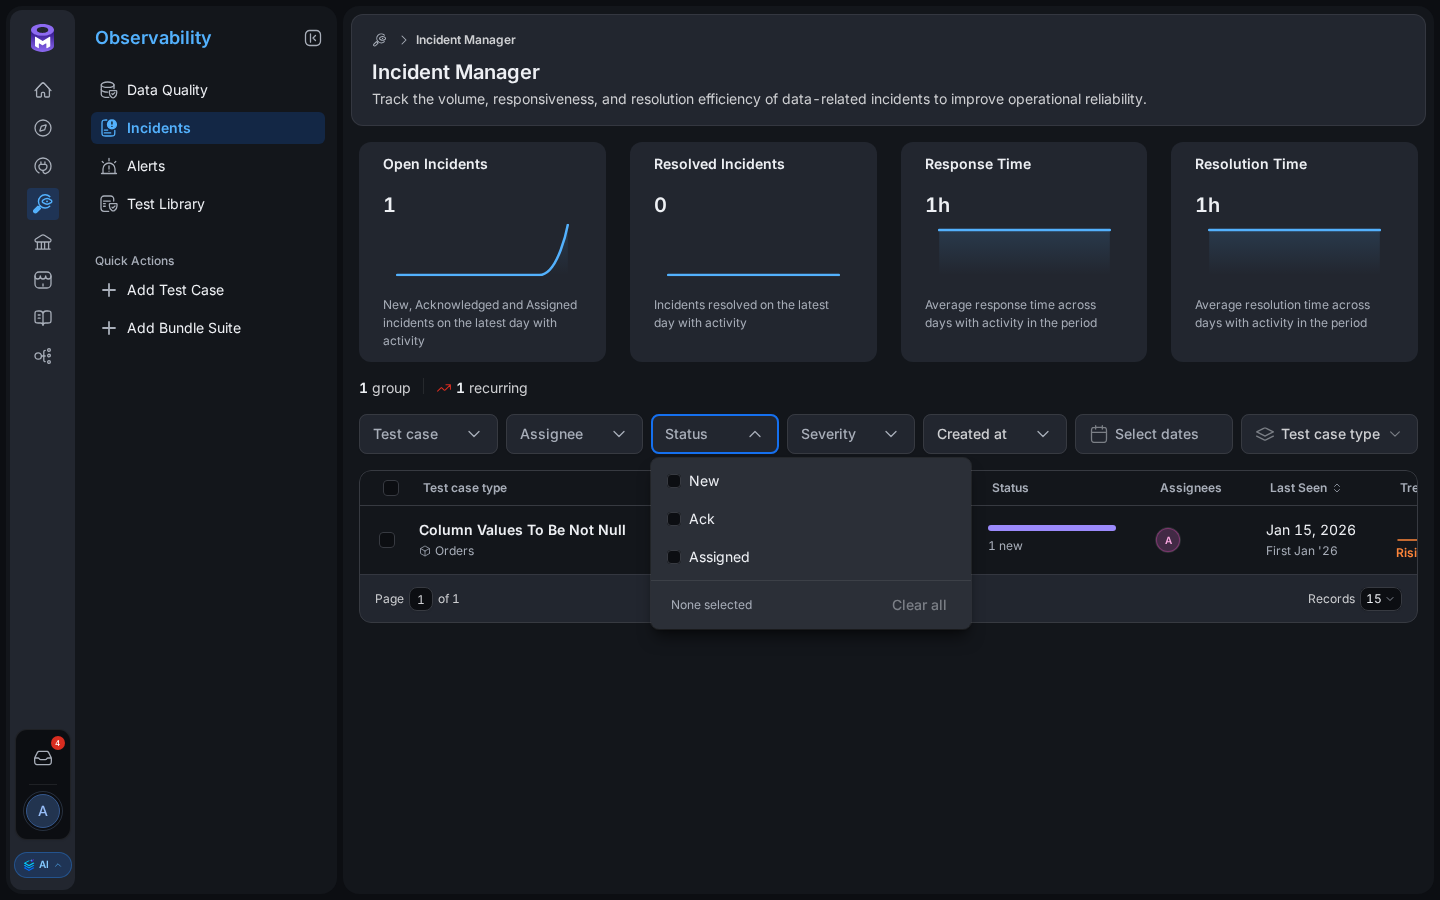 Observability
Data Quality
Incidents
Alerts
Test Library
Quick Actions
Add Test Case
Add Bundle Suite
4
A
AI
Incident Manager
Incident Manager
Track the volume, responsiveness, and resolution efficiency of data-related incidents to improve operational reliability.
Open Incidents
1
New, Acknowledged and Assigned
incidents on the latest day with
activity
Resolved Incidents
0
Incidents resolved on the latest
day with activity
Response Time
1h
Average response time across
days with activity in the period
Resolution Time
1h
Average resolution time across
days with activity in the period
1 group
1 recurring
Test case
Assignee
Status
Severity
Created at
Select dates
Test case type
New
Ack
Assigned
None selected
Clear all
Test case type
Status
Assignees
Last Seen
Tre
Column Values To Be Not Null
Orders
1 new
A
Jan 15, 2026
First Jan '26
Risi
Page 1 of 1
Records 15